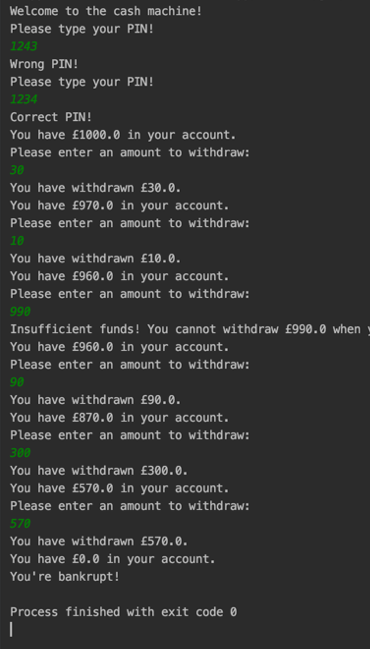 Welcome to the cash machine!
Please type your PIN!
1243
Wrong PIN!
Please type your PIN!
1234
Correct PIN!
You have £1000.0 in your account.
Please enter an amount to withdraw:
30
You have withdrawn £30.0.
You have £970.0 in your account.
Please enter an amount to withdraw:
10
You have withdrawn £10.0.
You have £960.0 in your account.
Please enter an amount to withdraw:
990
Insufficient funds! You cannot withdraw £990.0 when
You have £960.0 in your account.
Please enter an amount to withdraw:
90
You have withdrawn £90.0.
You have £870.0 in your account.
Please enter an amount to withdraw:
300
You have withdrawn £300.0.
You have £570.0 in your account.
Please enter an amount to withdraw:
570
You have withdrawn £570.0.
You have £0.0 in your account.
You're bankrupt!
Process finished with exit code 0